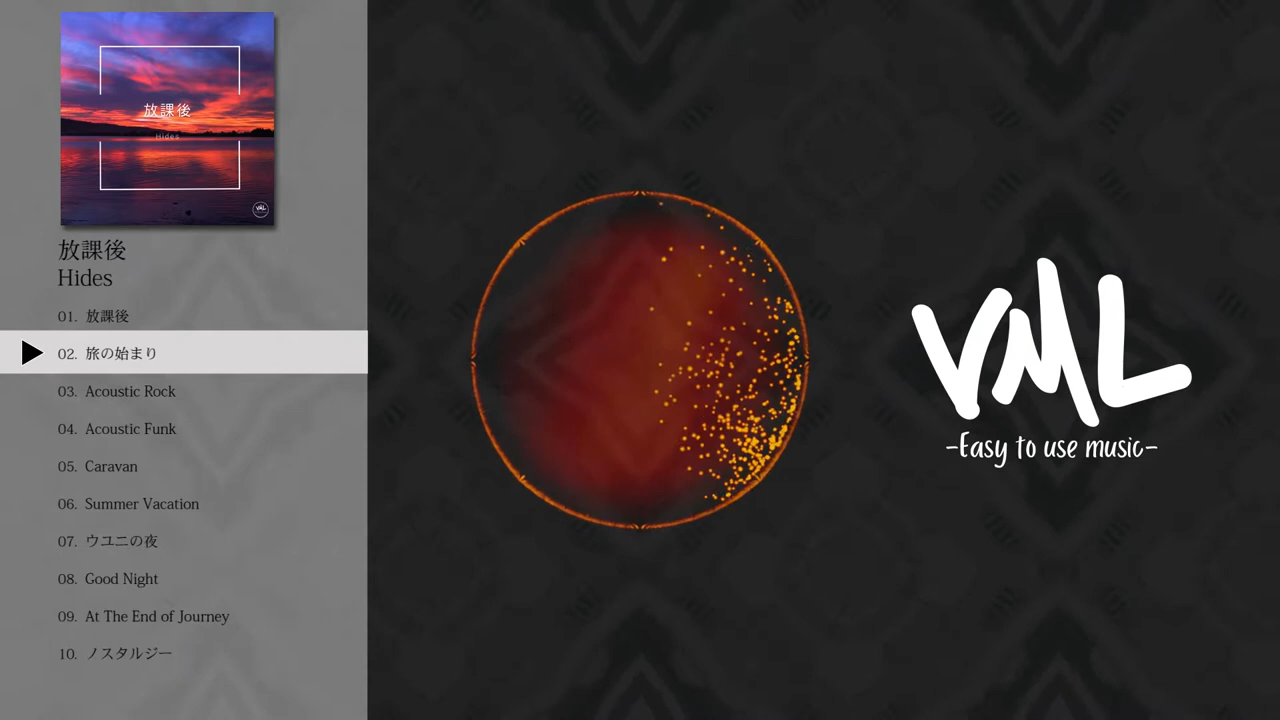 放課後
Hides
VML
放課後
Hides
01. 放課後
02. 旅の始まり
03. Acoustic Rock
04. Acoustic Funk
05. Caravan
06. Summer Vacation
07. ウユニの夜
08. Good Night
09. At The End of Journey
10. ノスタルジー
VML
-Easy to use music-